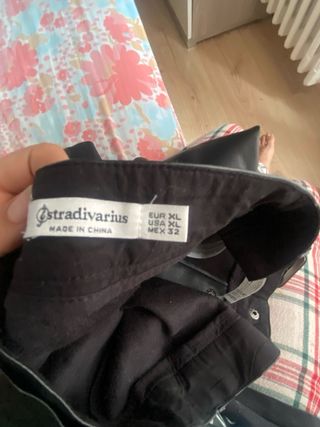 stradivarius
MADE IN CHINA
EUR XL
USA XL
MEX 32